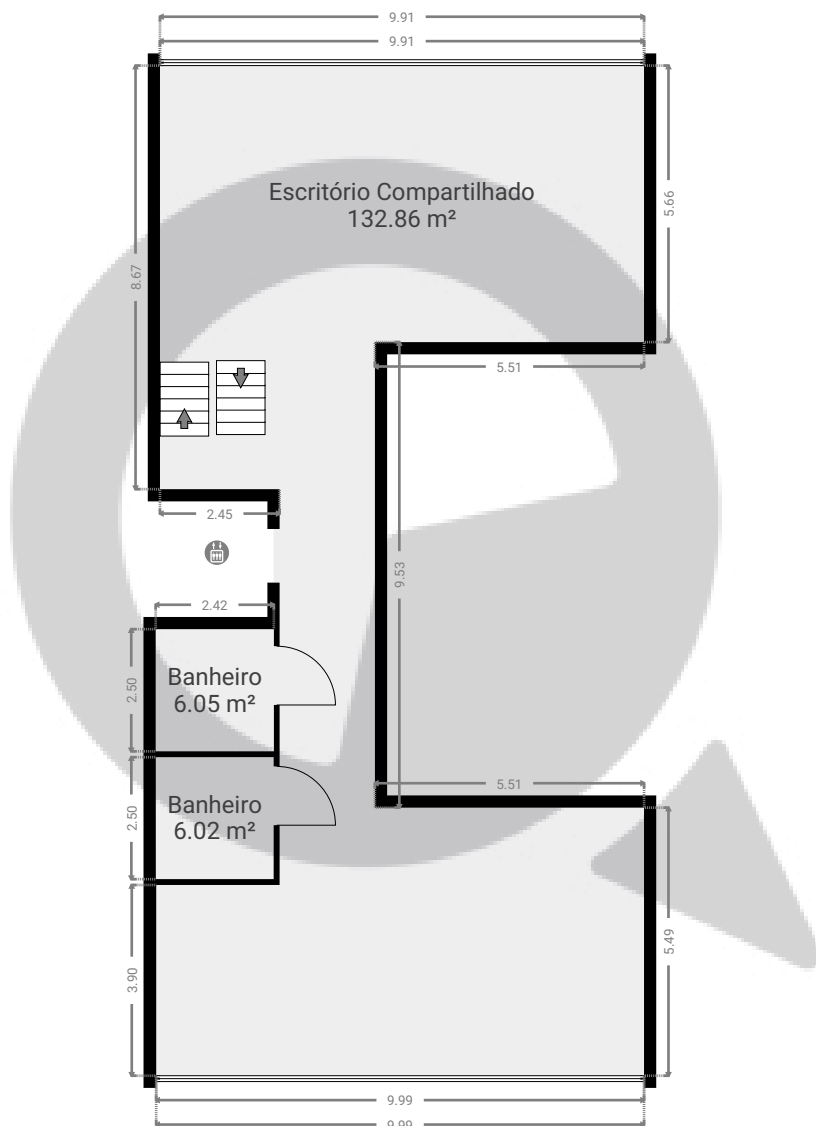 9.91
9.91
Escritório Compartilhado
132.86 m²
5.66
8.67
5.51
2.45
9.53
2.42
Banheiro
6.05 m²
2.50
5.51
Banheiro
6.02 m²
2.50
5.49
3.90
9.99
9.99